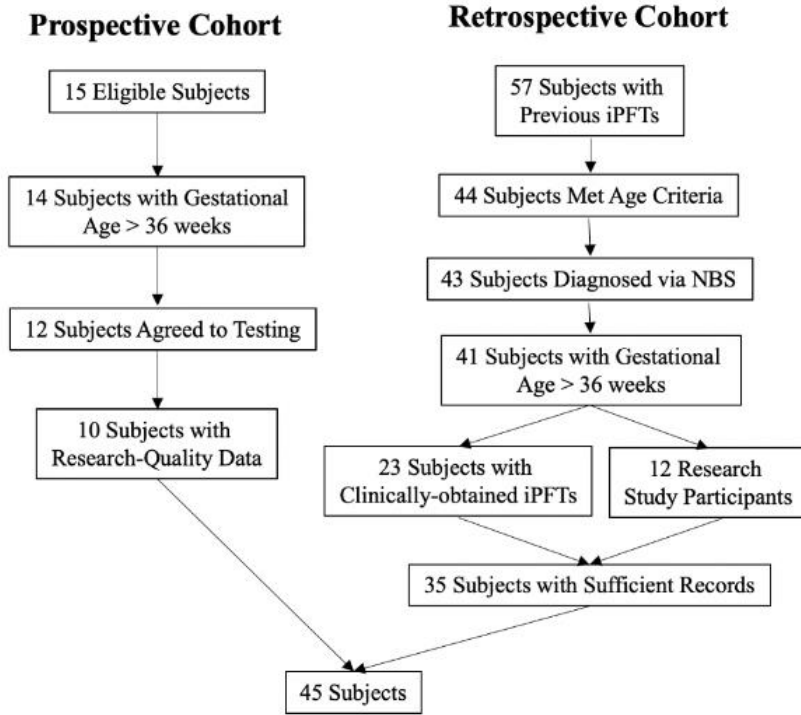 Prospective Cohort
15 Eligible Subjects
14 Subjects with Gestational
Age > 36 weeks
12 Subjects Agreed to Testing
10 Subjects with
Research-Quality Data
Retrospective Cohort
57 Subjects with
Previous iPFTs
44 Subjects Met Age Criteria
43 Subjects Diagnosed via NBS
41 Subjects with Gestational
Age > 36 weeks
23 Subjects with
Clinically-obtained iPFTs
12 Research
Study Participants
35 Subjects with Sufficient Records
45 Subjects